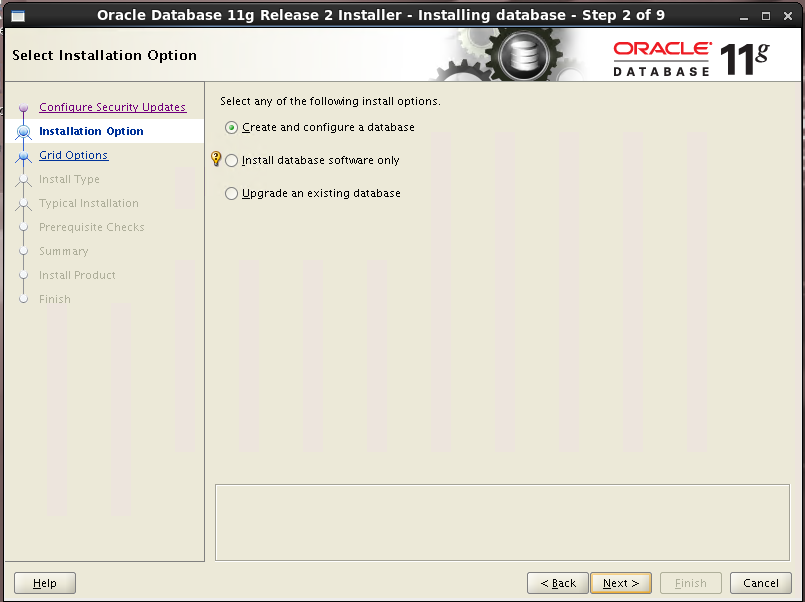 Oracle Database 11g Release 2 Installer - Installing database - Step 2 of 9
Select Installation Option
ORACLE
DATABASE
11g
Configure Security Updates
Installation Option
Grid Options
Install Type
Typical Installation
Prerequisite Checks
Summary
Install Product
Finish
Select any of the following install options.
Create and configure a database
Install database software only
Upgrade an existing database
Help
< Back
Next >
Finish
Cancel